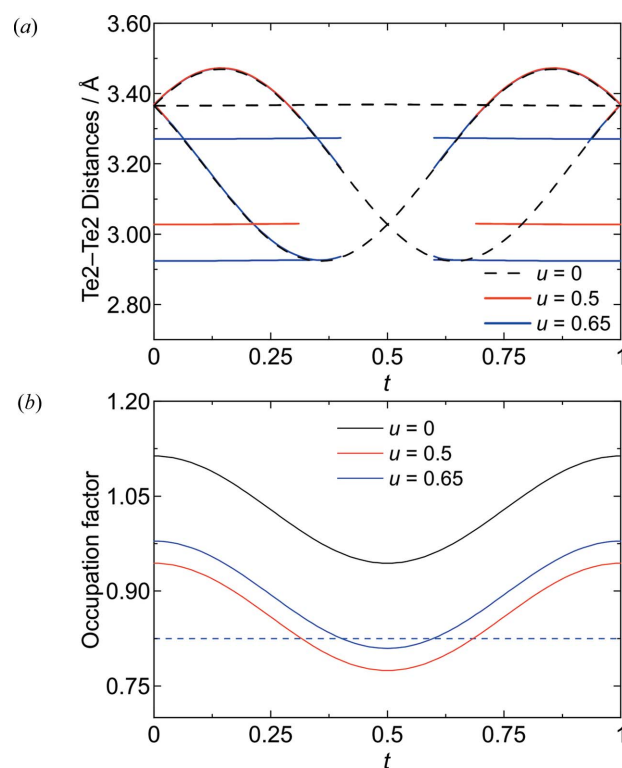 (a)
Te2–Te2 Distances / Å
3.60
3.40
3.20
3.00
2.80
u = 0
u = 0.5
u = 0.65
0
0.25
0.5
0.75
1
t
(b)
Occupation factor
1.20
1.05
0.90
0.75
u = 0
u = 0.5
u = 0.65
0
0.25
0.5
0.75
1
t